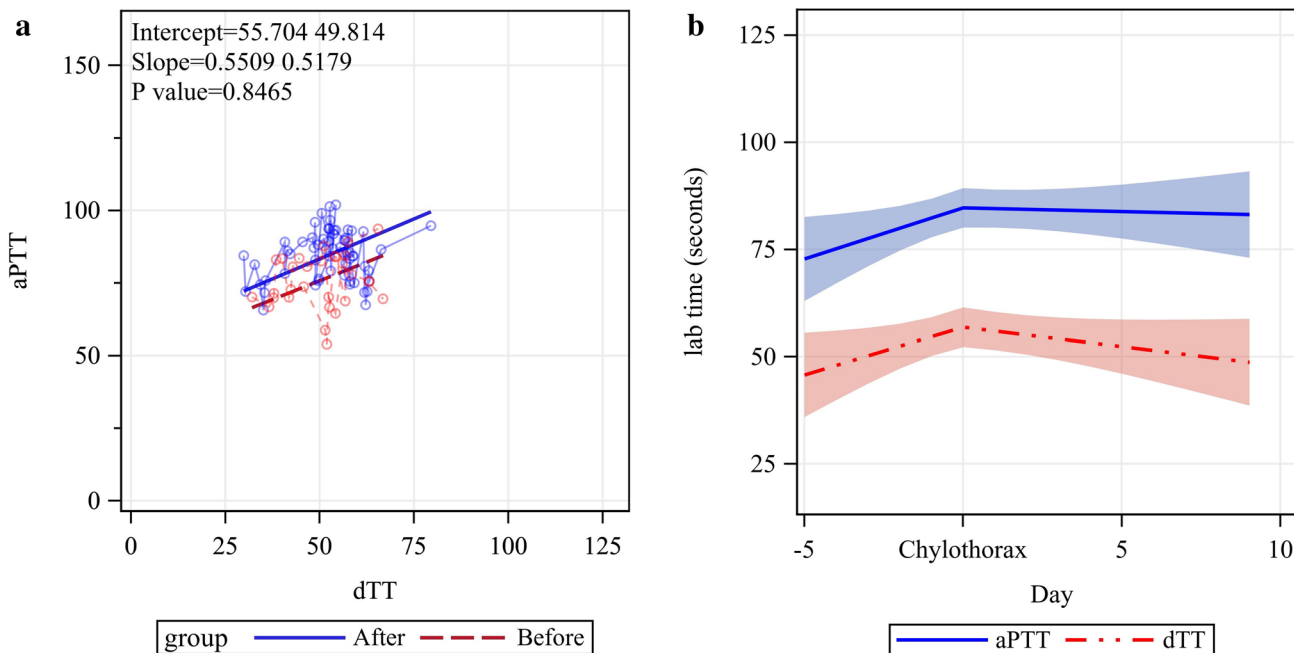 a
Intercept=55.704 49.814
Slope=0.5509 0.5179
P value=0.8465
150
100
50
0
aPTT
0 25 50 75 100 125
dTT
group After Before
b
125
100
75
50
25
lab time (seconds)
-5 Chylothorax 5 10
Day
aPTT dTT